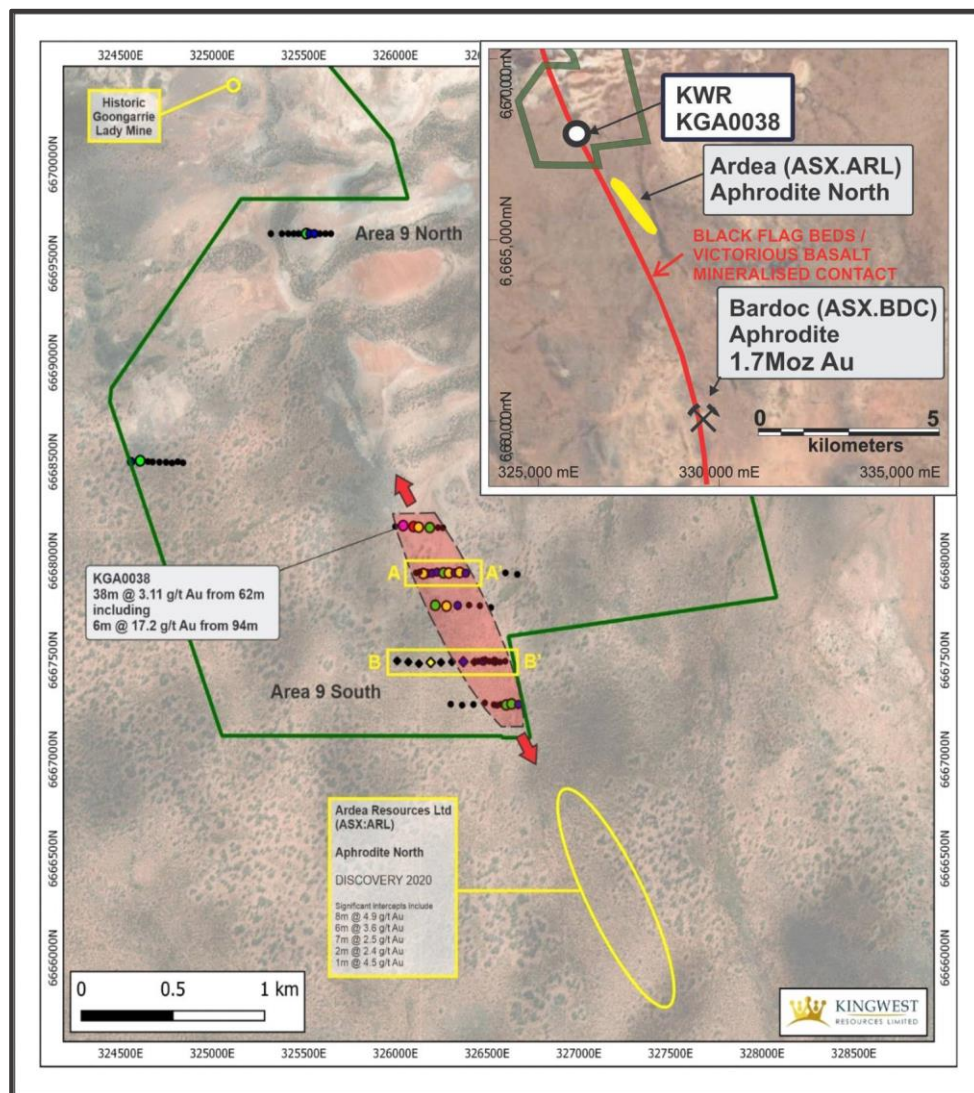 324500E
325000E
325500E
326000E
326
6670000N
6669500N
6669000N
6668500N
6668000N
6667500N
6667000N
6666500N
6666000N
Historic
Goongarrie
Lady Mine
Area 9 North
KWR
KGA0038
Ardea (ASX.ARL)
Aphrodite North
BLACK FLAG BEDS /
VICTORIOUS BASALT
MINERALISED CONTACT
Bardoc (ASX.BDC)
Aphrodite
1.7Moz Au
0 5
kilometers
6,670,000mN
6,665,000mN
6,660,000mN
325,000 mE
330,000 mE
335,000 mE
KGA0038
38m @ 3.11 g/t Au from 62m
including
6m @ 17.2 g/t Au from 94m
A A'
B B'
Area 9 South
Ardea Resources Ltd
(ASX:ARL)
Aphrodite North
DISCOVERY 2020
Significant Intercepts Include
8m @ 4.9 g/t Au
6m @ 3.6 g/t Au
7m @ 2.5 g/t Au
2m @ 2.4 g/t Au
1m @ 4.5 g/t Au
6668000N
6667500N
6667000N
6666500N
6666000N
0 0.5 1 km
KINGWEST
RESOURCES LIMITED
324500E
325000E
325500E
326000E
326500E
327000E
327500E
328000E
328500E